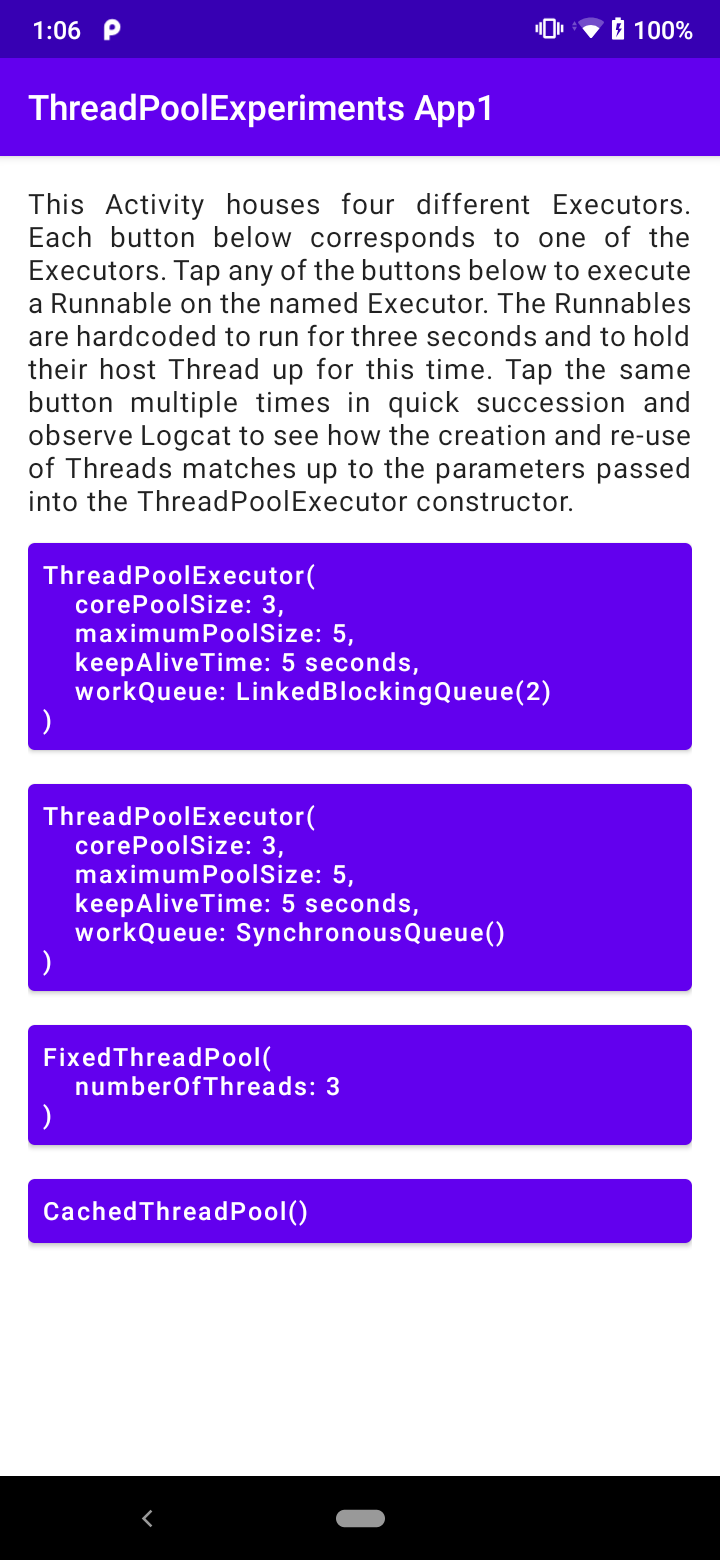 1:06
100%
ThreadPoolExperiments App1
This Activity houses four different Executors.
Each button below corresponds to one of the
Executors. Tap any of the buttons below to execute
a Runnable on the named Executor. The Runnables
are hardcoded to run for three seconds and to hold
their host Thread up for this time. Tap the same
button multiple times in quick succession and
observe Logcat to see how the creation and re-use
of Threads matches up to the parameters passed
into the ThreadPoolExecutor constructor.
ThreadPoolExecutor(
corePoolSize: 3,
maximumPoolSize: 5,
keepAliveTime: 5 seconds,
workQueue: LinkedBlockingQueue(2)
)
ThreadPoolExecutor(
corePoolSize: 3,
maximumPoolSize: 5,
keepAliveTime: 5 seconds,
workQueue: SynchronousQueue()
)
FixedThreadPool(
numberOfThreads: 3
)
CachedThreadPool()